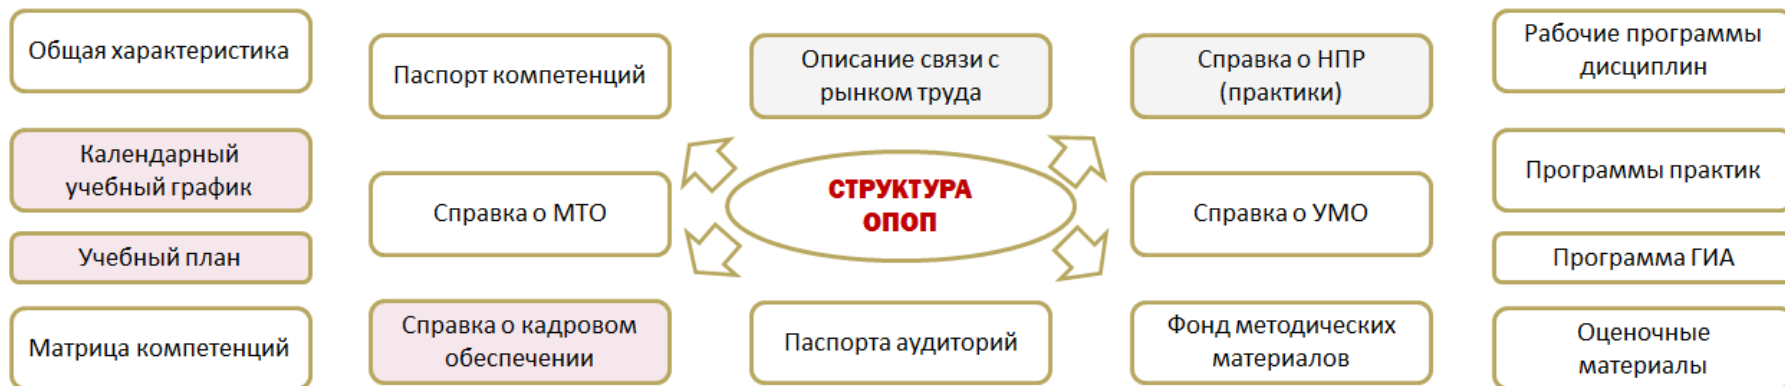 Общая характеристика
Календарный
учебный график
Учебный план
Матрица компетенций
Паспорт компетенций
Справка о МТО
Справка о кадровом
обеспечении
Описание связи с
рынком труда
СТРУКТУРА
ОПОП
Паспорта аудиторий
Справка о НПР
(практики)
Справка о УМО
Фонд методических
материалов
Рабочие программы
дисциплин
Программы практик
Программа ГИА
Оценочные
материалы